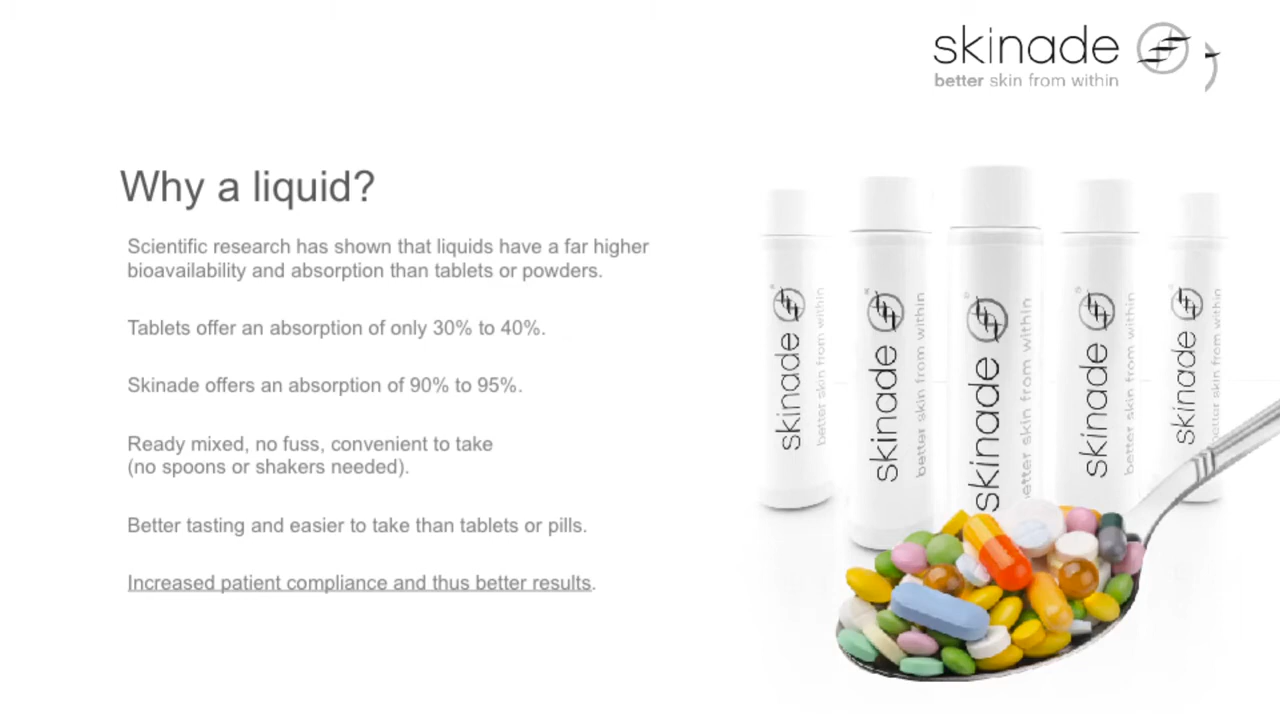 skinade
better skin from within
Why a liquid?
Scientific research has shown that liquids have a far higher
bioavailability and absorption than tablets or powders.
Tablets offer an absorption of only 30% to 40%.
Skinade offers an absorption of 90% to 95%.
Ready mixed, no fuss, convenient to take
(no spoons or shakers needed).
Better tasting and easier to take than tablets or pills.
Increased patient compliance and thus better results.
skinade
better skin from within
skinade
better skin from within
skinade
better skin from within
skinade
better skin from within
skinade
better skin from within